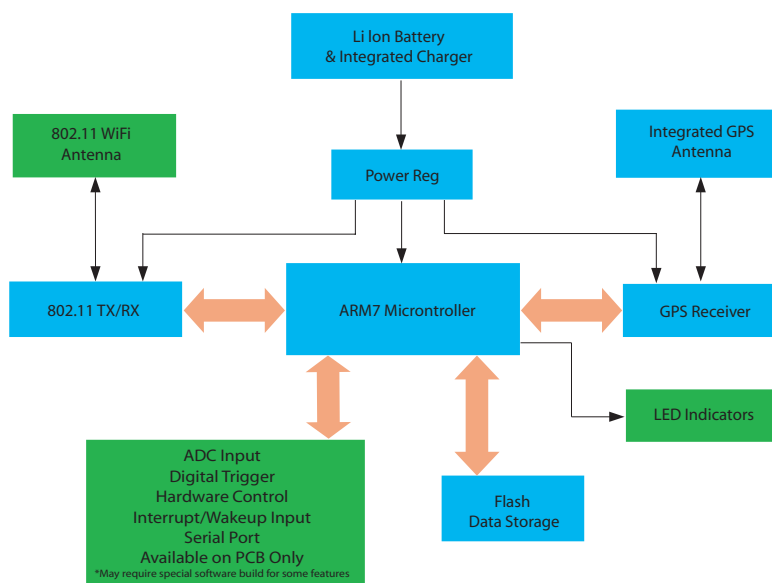 Li Ion Battery
& Integrated Charger
802.11 WiFi
Antenna
Integrated GPS
Antenna
Power Reg
802.11 TX/RX
ARM7 Microntroller
GPS Receiver
LED Indicators
ADC Input
Digital Trigger
Hardware Control
Interrupt/Wakeup Input
Serial Port
Available on PCB Only
*May require special software build for some features
Flash
Data Storage